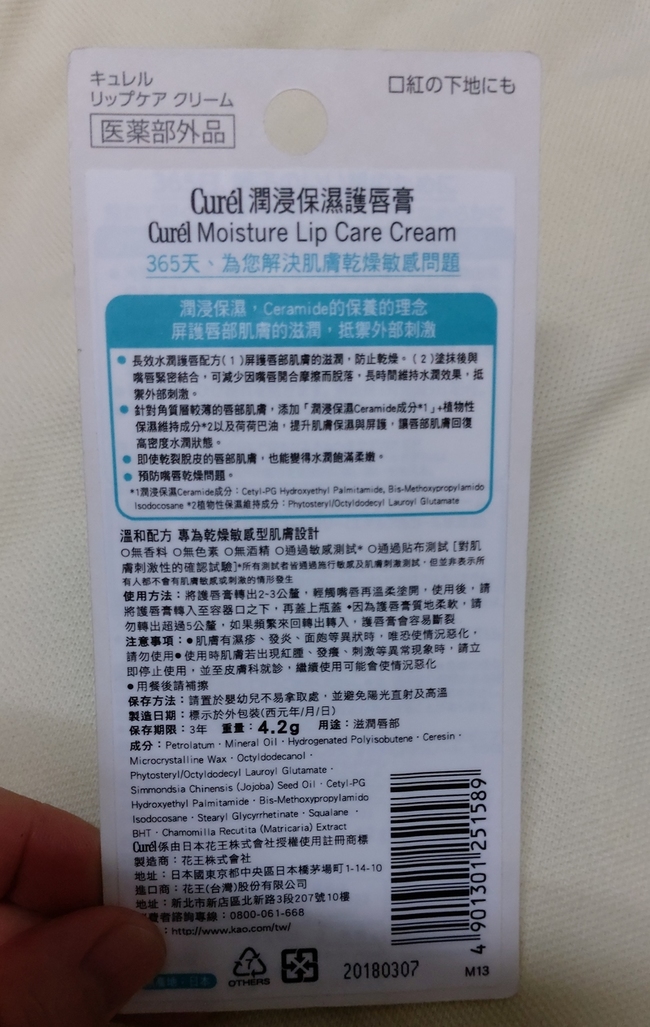 キュレル
リップケア クリーム
口紅の下地にも
医薬部外品
Curél 潤浸保濕護唇膏
Curél Moisture Lip Care Cream
365天、為您解決肌膚乾燥敏感問題
潤浸保濕，Ceramide的保養的理念
屏護唇部肌膚的滋潤，抵禦外部刺激
● 長效水潤護唇配方(1)屏護唇部肌膚的滋潤，防止乾燥。(2)塗抹後與
嘴唇緊密結合，可減少因嘴唇開合摩擦而脫落，長時間維持水潤效果，抵
禦外部刺激。
● 針對角質層較薄的唇部肌膚，添加「潤浸保濕Ceramide成分*1」+植物性
保濕維持成分*2以及荷荷巴油，提升肌膚保濕與屏護，讓唇部肌膚回復
高密度水潤狀態。
● 即使乾裂脫皮的唇部肌膚，也能變得水潤飽滿柔嫩。
● 預防嘴唇乾燥問題。
*1潤浸保濕Ceramide成分：Cetyl-PG Hydroxyethyl Palmitamide, Bis-Methoxypropylamido
Isodocosane *2植物性保濕維持成分：Phytosteryl/Octyldodecyl Lauroyl Glutamate
溫和配方 專為乾燥敏感型肌膚設計
○無香料 ○無色素 ○無酒精 ○通過敏感測試* ○通過貼布測試 [對肌
膚刺激性的確認試驗]*所有測試者皆通過施行敏感及肌膚刺激測試，但並非表示所
有人都不會有肌膚敏感或刺激的情形發生
使用方法：將護唇膏轉出2-3公釐，輕觸嘴唇再溫柔塗開，使用後，請
將護唇膏轉入至容器口之下，再蓋上瓶蓋 •因為護唇膏質地柔軟，請
勿轉出超過5公釐，如果頻繁來回轉出轉入，護唇膏會容易斷裂
注意事項：●肌膚有濕疹、發炎、面皰等異狀時，唯恐使情況惡化，
請勿使用●使用時肌膚若出現紅腫、發癢、刺激等異常現象時，請立
即停止使用，並至皮膚科就診，繼續使用可能會使情況惡化
●用餐後請補擦
保存方法：請置於嬰幼兒不易拿取處，並避免陽光直射及高溫
製造日期：標示於外包裝(西元年/月/日)
保存期限：3年 重量：4.2g 用途：滋潤唇部
成分：Petrolatum · Mineral Oil · Hydrogenated Polyisobutene · Ceresin ·
Microcrystalline Wax · Octyldodecanol ·
Phytosteryl/Octyldodecyl Lauroyl Glutamate ·
Simmondsia Chinensis (Jojoba) Seed Oil · Cetyl-PG
Hydroxyethyl Palmitamide · Bis-Methoxypropylamido
Isodocosane · Stearyl Glycyrrhetinate · Squalane ·
BHT · Chamomilla Recutita (Matricaria) Extract
Curél係由日本花王株式會社授權使用註冊商標
製造商：花王株式會社
地址：日本國東京都中央區日本橋茅場町1-14-10
進口商：花王(台灣)股份有限公司
地址：新北市新店區北新路3段207號10樓
費者諮詢專線：0800-061-668
：http://www.kao.com/tw/
：日本
7
OTHERS
20180307
M13
4 901301 251589